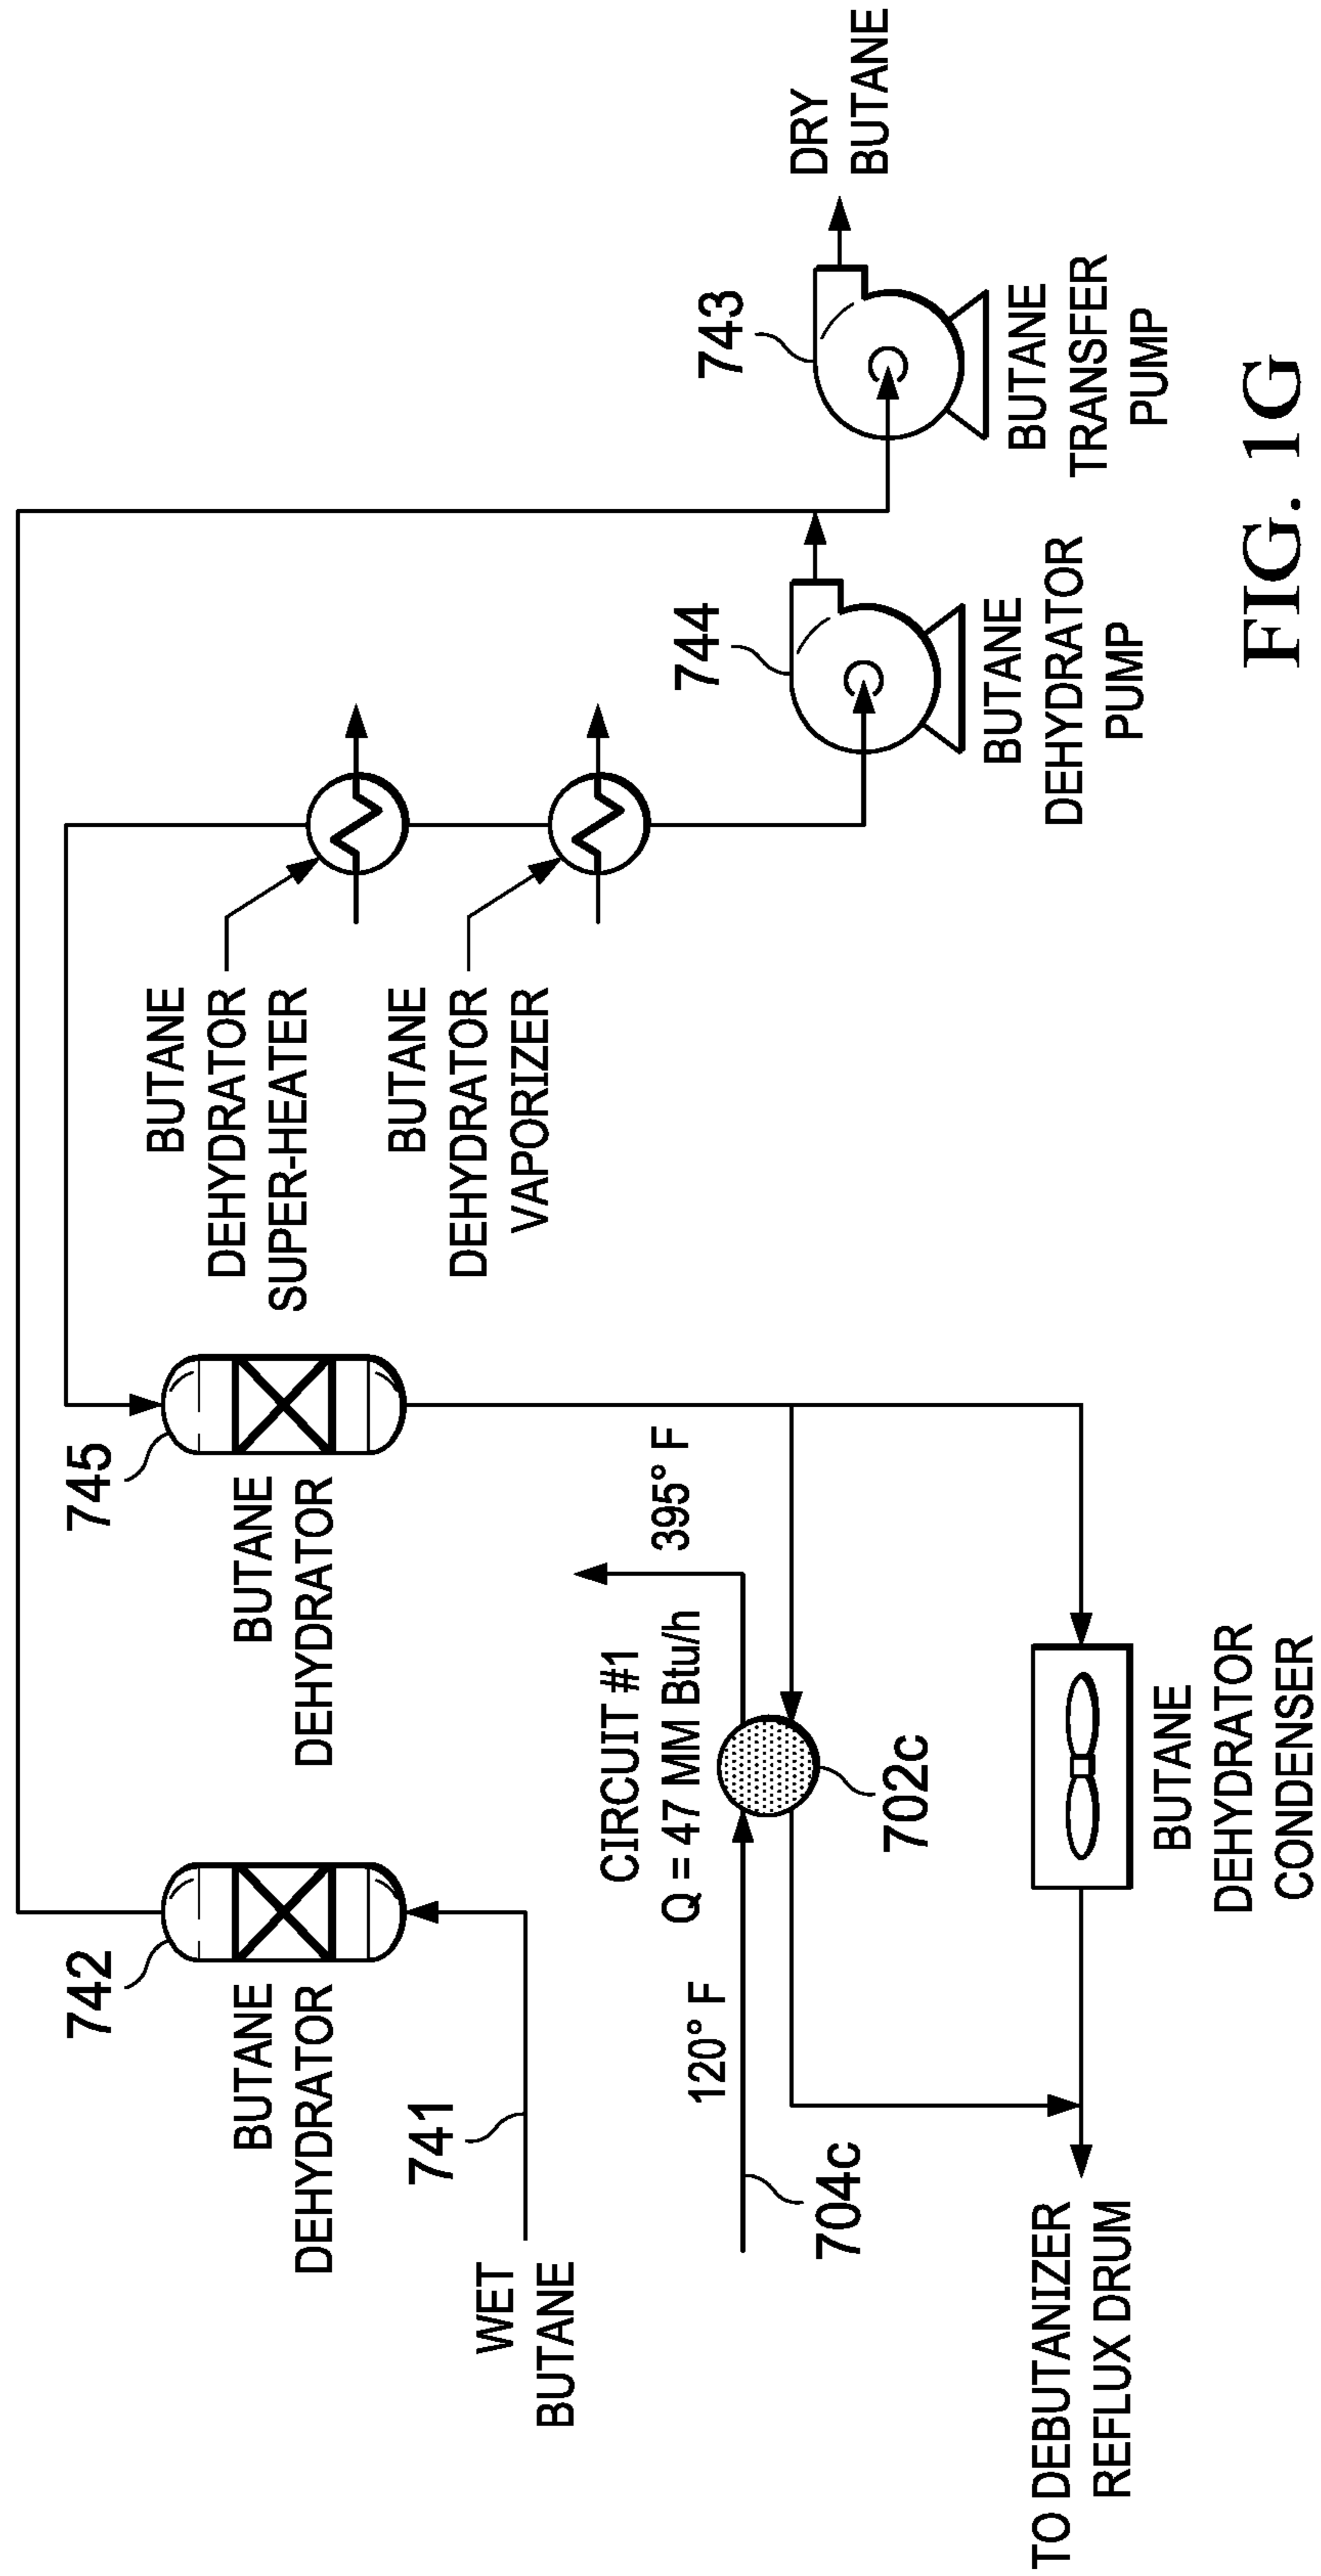 742
BUTANE
DEHYDRATOR
745
BUTANE
DEHYDRATOR
BUTANE
DEHYDRATOR
SUPER-HEATER
BUTANE
DEHYDRATOR
VAPORIZER
741
WET
BUTANE
CIRCUIT #1
Q = 47 MM Btu/h
395° F
120° F
704c
702c
744
BUTANE
DEHYDRATOR
PUMP
743
BUTANE
TRANSFER
PUMP
DRY
BUTANE
TO DEBUTANIZER
REFLUX DRUM
BUTANE
DEHYDRATOR
CONDENSER
FIG. 1G